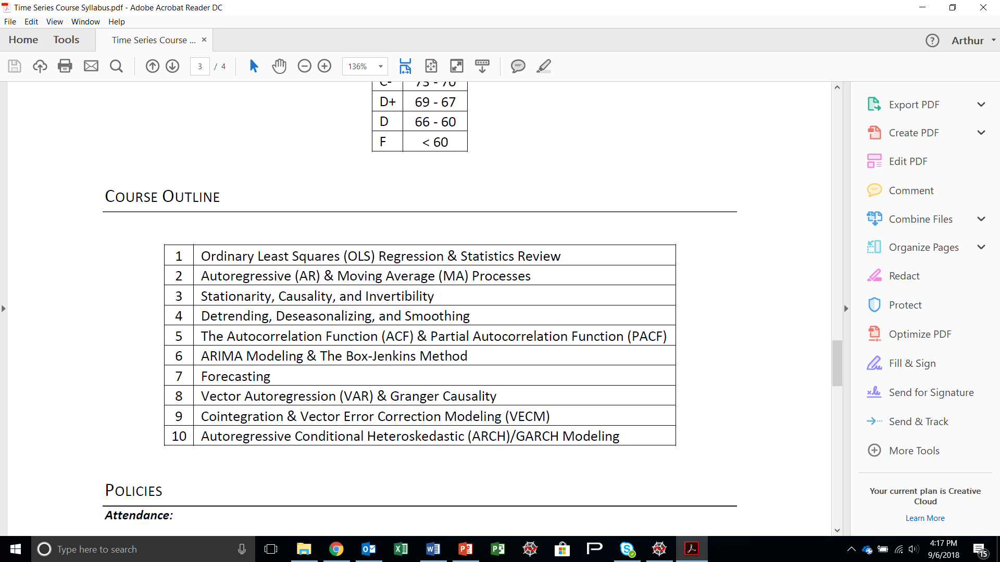 Time Series Course Syllabus.pdf - Adobe Acrobat Reader DC
File Edit View Window Help
Home Tools Time Series Course ... × Arthur
3 / 4 136%
C- 73 - 70
D+ 69 - 67
D 66 - 60
F < 60
COURSE OUTLINE
1 Ordinary Least Squares (OLS) Regression & Statistics Review
2 Autoregressive (AR) & Moving Average (MA) Processes
3 Stationarity, Causality, and Invertibility
4 Detrending, Deseasonalizing, and Smoothing
5 The Autocorrelation Function (ACF) & Partial Autocorrelation Function (PACF)
6 ARIMA Modeling & The Box-Jenkins Method
7 Forecasting
8 Vector Autoregression (VAR) & Granger Causality
9 Cointegration & Vector Error Correction Modeling (VECM)
10 Autoregressive Conditional Heteroskedastic (ARCH)/GARCH Modeling
POLICIES
Attendance:
Export PDF
Create PDF
Edit PDF
Comment
Combine Files
Organize Pages
Redact
Protect
Optimize PDF
Fill & Sign
Send for Signature
Send & Track
More Tools
Your current plan is Creative
Cloud
Learn More
Type here to search
4:17 PM
9/6/2018
15